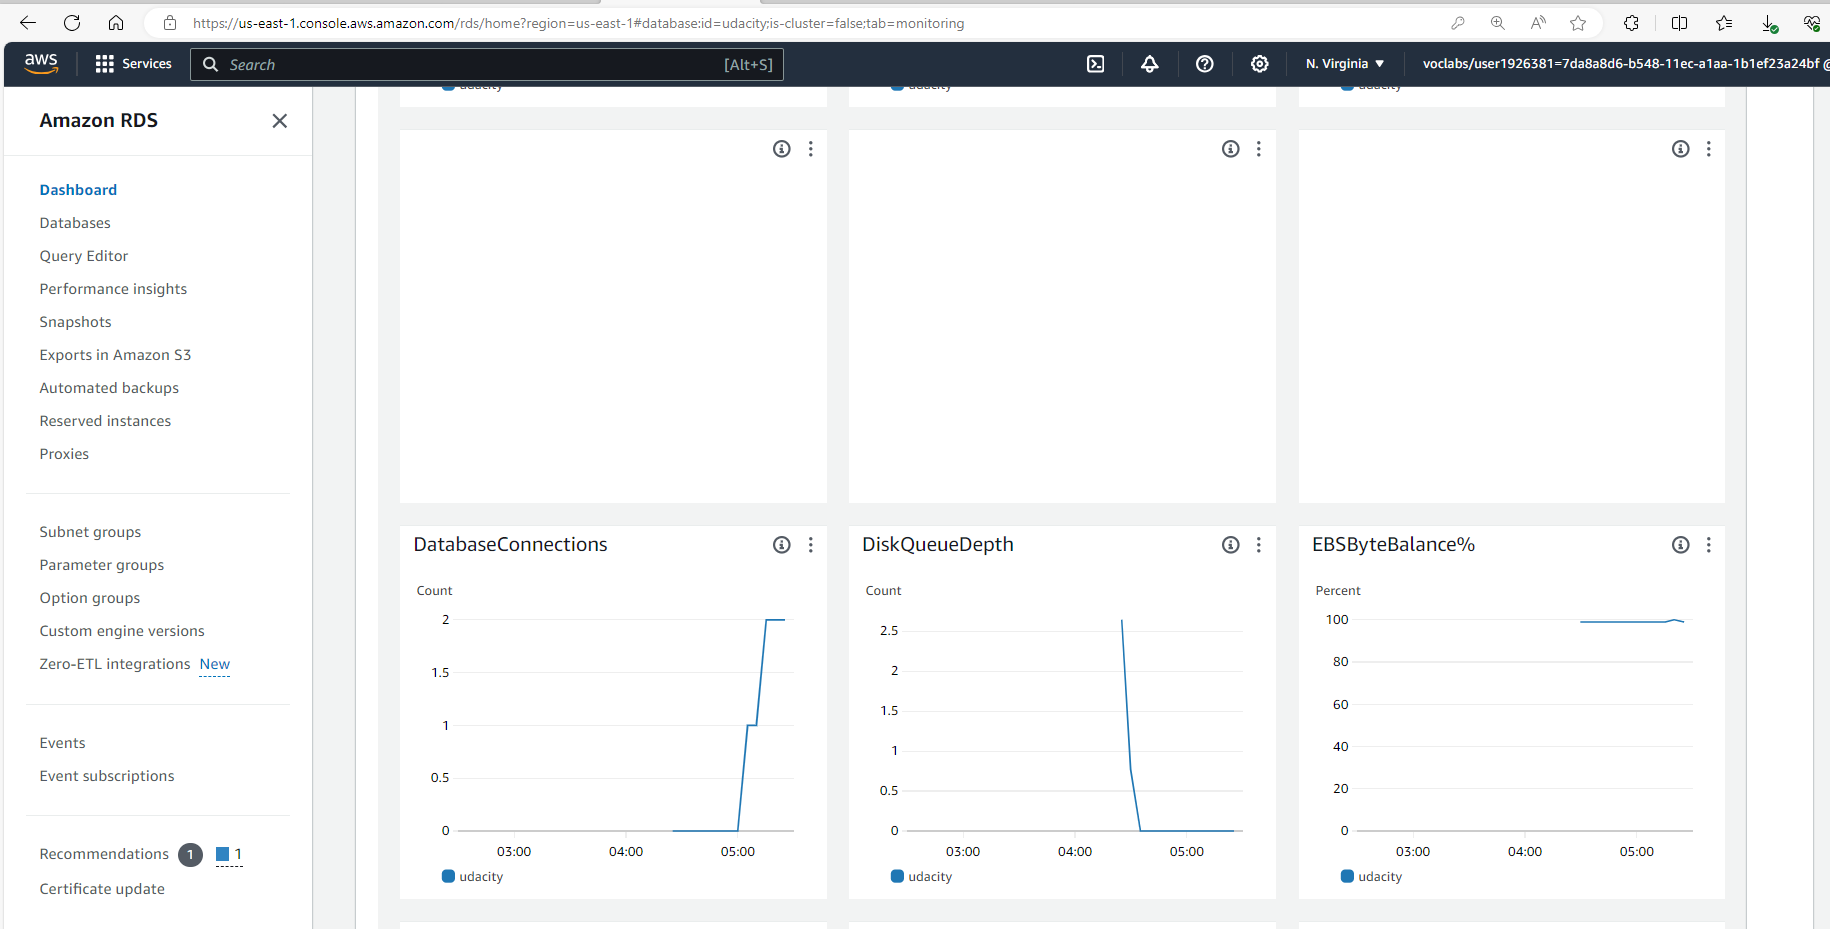 https://us-east-1.console.aws.amazon.com/rds/home?region=us-east-1#database:id=udacity;is-cluster=false;tab=monitoring
aws
Services
Search
[Alt+S]
N. Virginia
voclabs/user1926381=7da8a8d6-b548-11ec-a1aa-1b1ef23a24bf @
Amazon RDS
Dashboard
Databases
Query Editor
Performance insights
Snapshots
Exports in Amazon S3
Automated backups
Reserved instances
Proxies
Subnet groups
Parameter groups
Option groups
Custom engine versions
Zero-ETL integrations New
Events
Event subscriptions
Recommendations 1 1
Certificate update
udacity
udacity
udacity
DatabaseConnections
Count
2
1.5
1
0.5
0
03:00 04:00 05:00
udacity
DiskQueueDepth
Count
2.5
2
1.5
1
0.5
0
03:00 04:00 05:00
udacity
EBSByteBalance%
Percent
100
80
60
40
20
0
03:00 04:00 05:00
udacity